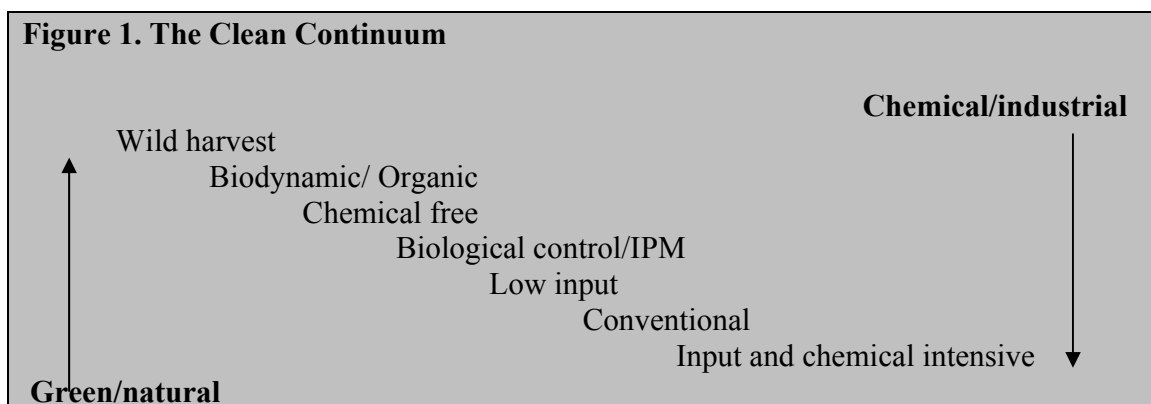 Figure 1. The Clean Continuum
Chemical/industrial
Wild harvest
Biodynamic/ Organic
Chemical free
Biological control/IPM
Low input
Conventional
Input and chemical intensive
Green/natural